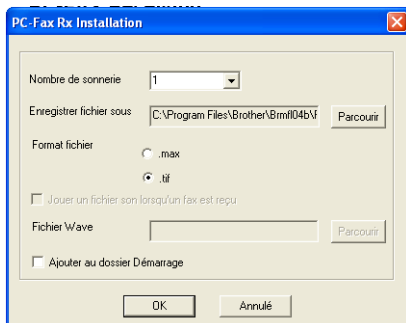 PC-Fax Rx Installation
Nombre de sonnerie 1
Enregistrer fichier sous C:\Program Files\Brother\Brmfl04b\F Parcourir
Format fichier
.max
.tif
Jouer un fichier son lorsqu'un fax est reçu
Fichier Wave Parcourir
Ajouter au dossier Démarrage
OK Annulé